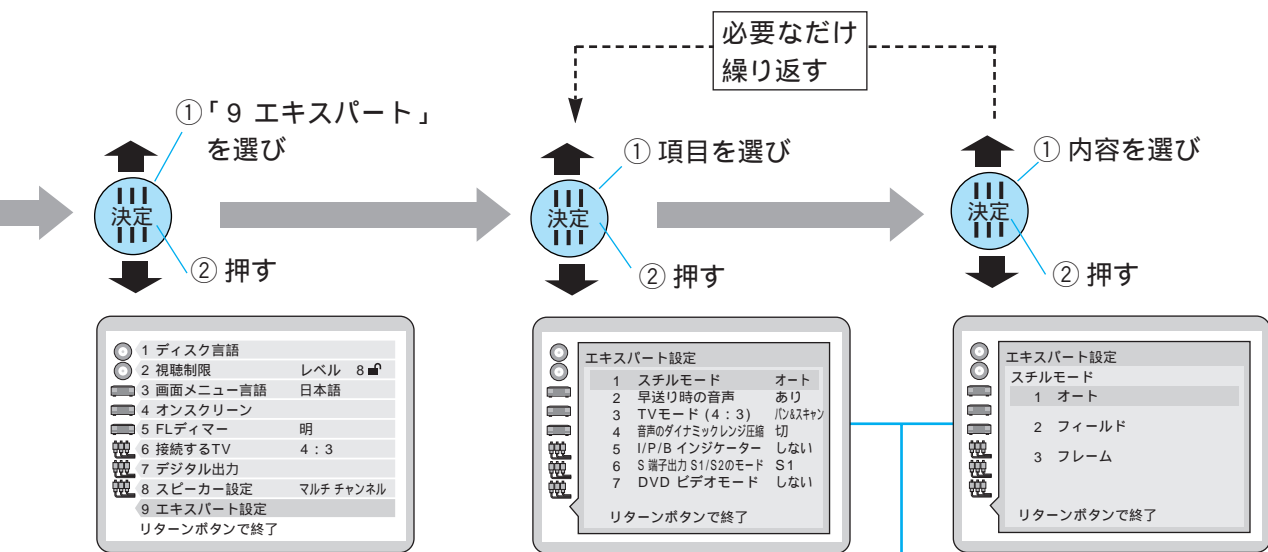 必要なだけ
繰り返す
①「9 エキスパート」
を選び
決定
② 押す
① 項目を選び
決定
② 押す
① 内容を選び
決定
② 押す
1 ディスク言語
2 視聴制限 レベル 8
3 画面メニュー言語 日本語
4 オンスクリーン
5 FLディマー 明
6 接続するTV 4：3
7 デジタル出力
8 スピーカー設定 マルチ チャンネル
9 エキスパート設定
リターンボタンで終了
エキスパート設定
1 スチルモード オート
2 早送り時の音声 あり
3 TVモード (4：3) パン&スキャン
4 音声のダイナミックレンジ圧縮 切
5 I/P/B インジケーター しない
6 S 端子出力 S1/S2のモード S1
7 DVD ビデオモード しない
リターンボタンで終了
エキスパート設定
スチルモード
1 オート
2 フィールド
3 フレーム
リターンボタンで終了